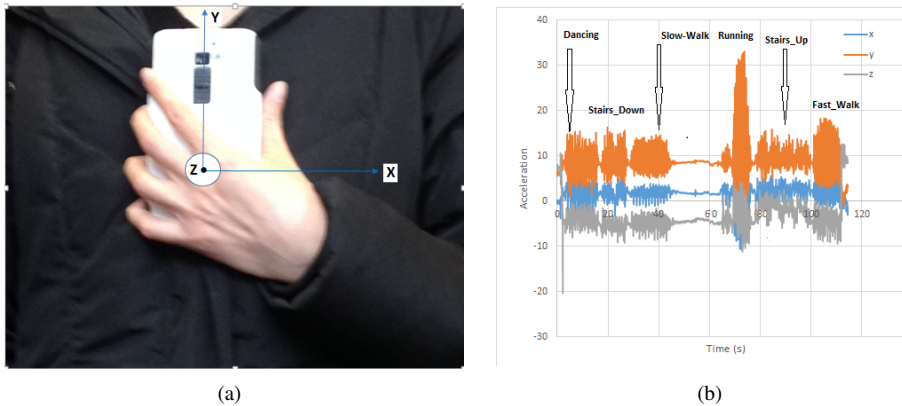 Y
Z
X
(a)
40
30
20
10
0
-10
-20
-30
Acceleration
0
20
40
60
80
100
120
Time (s)
Dancing
Stairs_Down
Slow-Walk
Running
Stairs_Up
Fast_Walk
x
y
z
(b)